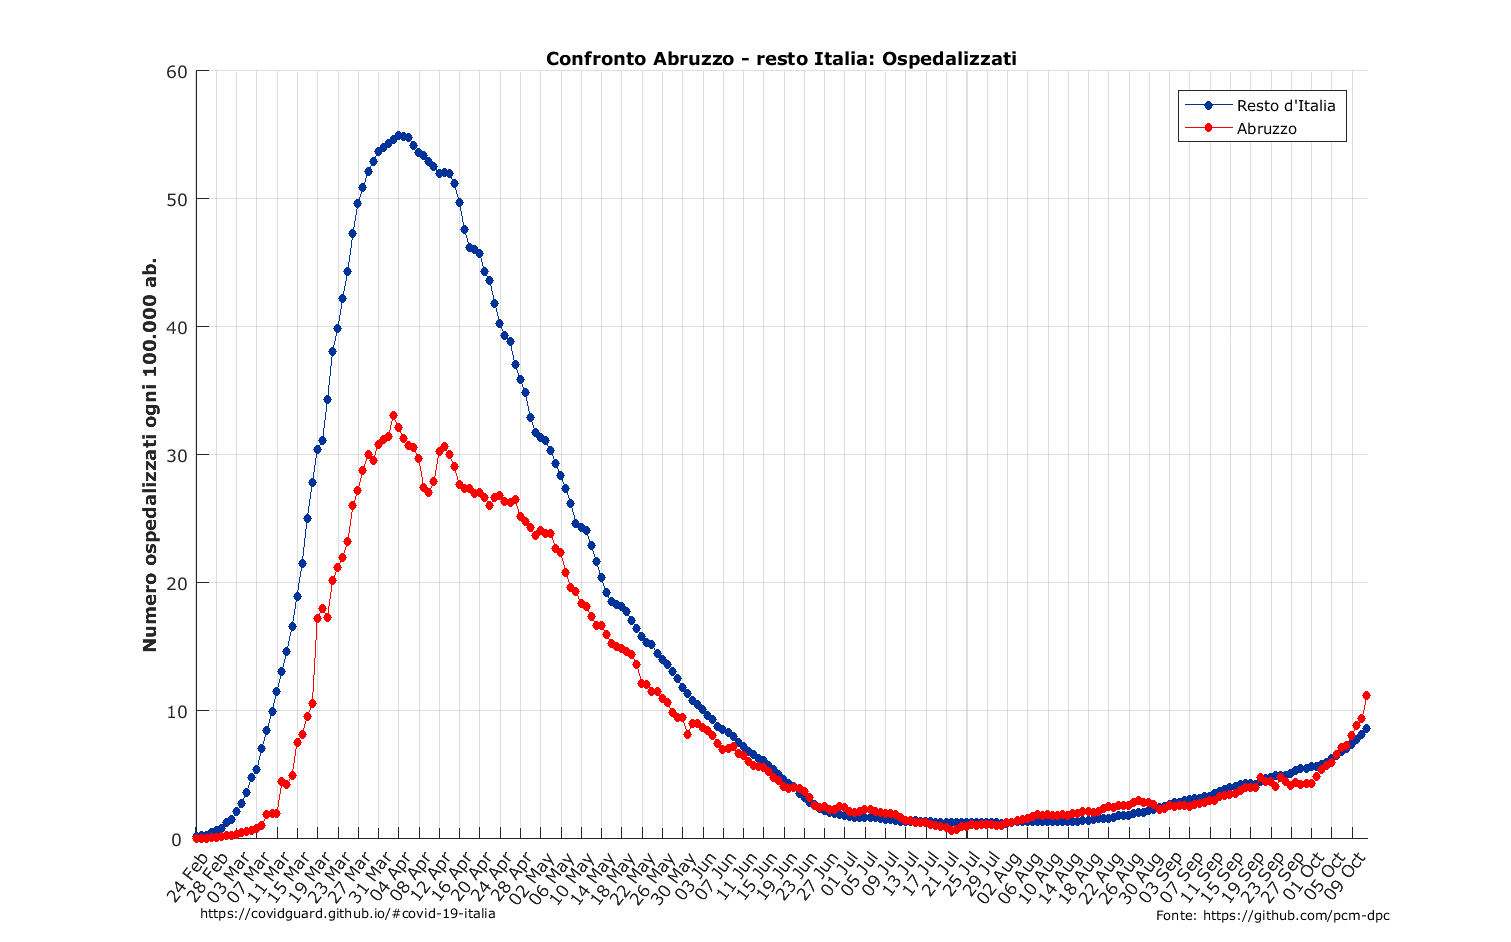 Confronto Abruzzo - resto Italia: Ospedalizzati
Numero ospedalizzati ogni 100.000 ab.
60
50
40
30
20
10
0
Resto d'Italia
Abruzzo
24 Feb
28 Feb
03 Mar
07 Mar
11 Mar
15 Mar
19 Mar
23 Mar
27 Mar
31 Mar
04 Apr
08 Apr
12 Apr
16 Apr
20 Apr
24 Apr
28 Apr
02 May
06 May
10 May
14 May
18 May
22 May
26 May
30 May
03 Jun
07 Jun
11 Jun
15 Jun
19 Jun
23 Jun
27 Jun
01 Jul
05 Jul
09 Jul
13 Jul
17 Jul
21 Jul
25 Jul
29 Jul
02 Aug
06 Aug
10 Aug
14 Aug
18 Aug
22 Aug
26 Aug
30 Aug
03 Sep
07 Sep
11 Sep
15 Sep
19 Sep
23 Sep
27 Sep
01 Oct
05 Oct
09 Oct
https://covidguard.github.io/#covid-19-italia
Fonte: https://github.com/pcm-dpc